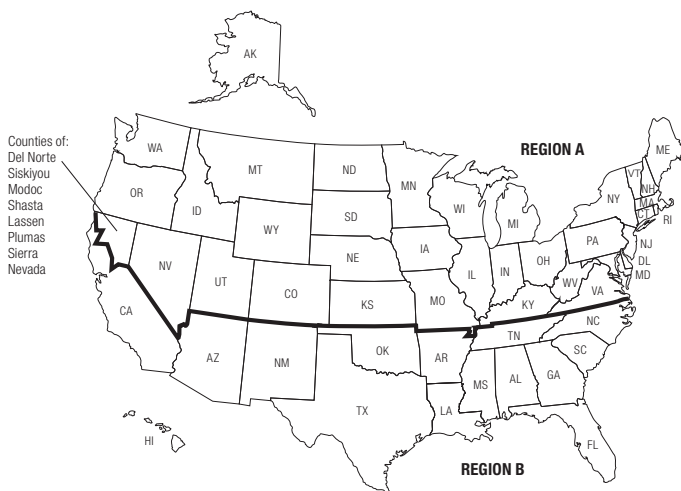 AK
REGION A
Counties of:
Del Norte
Siskiyou
Modoc
Shasta
Lassen
Plumas
Sierra
Nevada
WA
MT
ND
MN
ME
VT
NH
OR
ID
SD
WI
MI
NY
MA
CT
RI
WY
IA
PA
NJ
NE
OH
DL
NV
UT
CO
IL
IN
MD
WV
VA
KS
MO
KY
CA
NC
TN
AZ
NM
OK
AR
SC
MS
AL
GA
TX
LA
HI
FL
REGION B